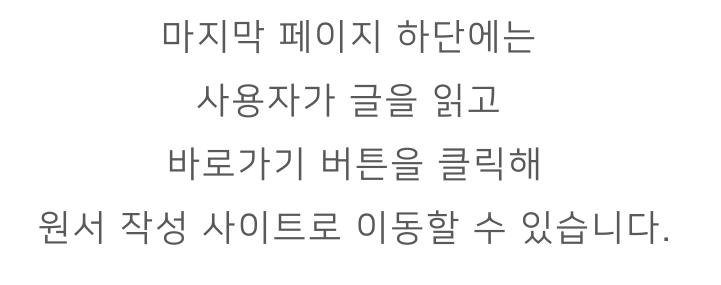 마지막 페이지 하단에는
사용자가 글을 읽고
바로가기 버튼을 클릭해
원서 작성 사이트로 이동할 수 있습니다.